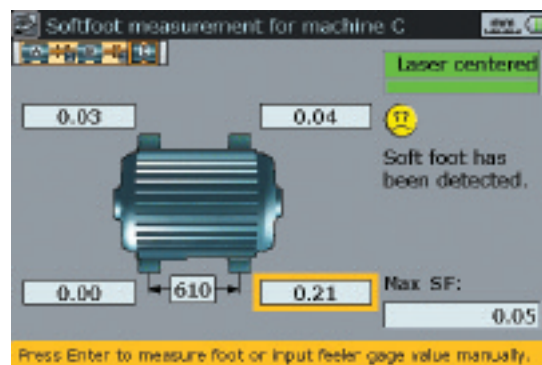 Softfoot measurement for machine C
mm
Laser centered
0.03
0.04
Soft foot has
been detected.
0.00
610
0.21
Max SF:
0.05
Press Enter to measure foot or input feeler gage value manually.